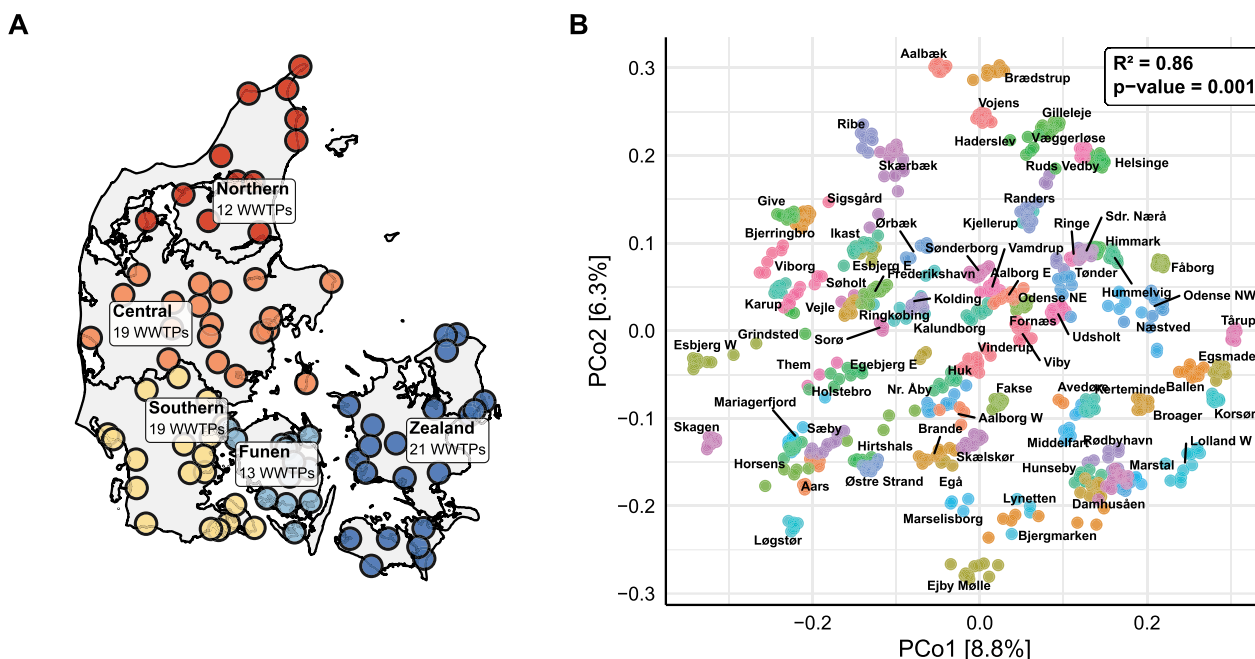 A
Northern
12 WWTPs
Central
19 WWTPs
Southern
19 WWTPs
Funen
13 WWTPs
Zealand
21 WWTPs
B
R² = 0.86
p−value = 0.001
PCo2 [6.3%]
0.3
0.2
0.1
0.0
−0.1
−0.2
−0.3
−0.2
0.0
0.2
PCo1 [8.8%]
Aalbæk
Brædstrup
Vojens
Gilleleje
Ribe
Haderslev
Væggerløse
Skærbæk
Ruds Vedby
Helsinge
Give
Sigsgård
Randers
Bjerringbro
Ikast
Ørbæk
Kjellerup
Ringe
Sdr. Nærå
Sønderborg
Vamdrup
Himmark
Viborg
Esbjerg E
Frederikshavn
Aalborg E
Tønder
Fåborg
Karup
Søholt
Vejle
Kolding
Odense NE
Hummelvig
Odense NW
Ringkøbing
Grindsted
Sorø
Kalundborg
Fornæs
Udsholt
Næstved
Tårup
Esbjerg W
Vinderup
Viby
Them
Egebjerg E
Huk
Egsmade
Holstebro
Nr. Åby
Fakse
Avedøre
Kerteminde
Ballen
Mariagerfjord
Aalborg W
Broager
Korsør
Skagen
Sæby
Brande
Middelfart
Rødbyhavn
Lolland W
Horsens
Hirtshals
Skælskør
Hunseby
Marstal
Aars
Østre Strand
Egå
Damhusåen
Lynetten
Marselisborg
Bjergmarken
Løgstør
Ejby Mølle